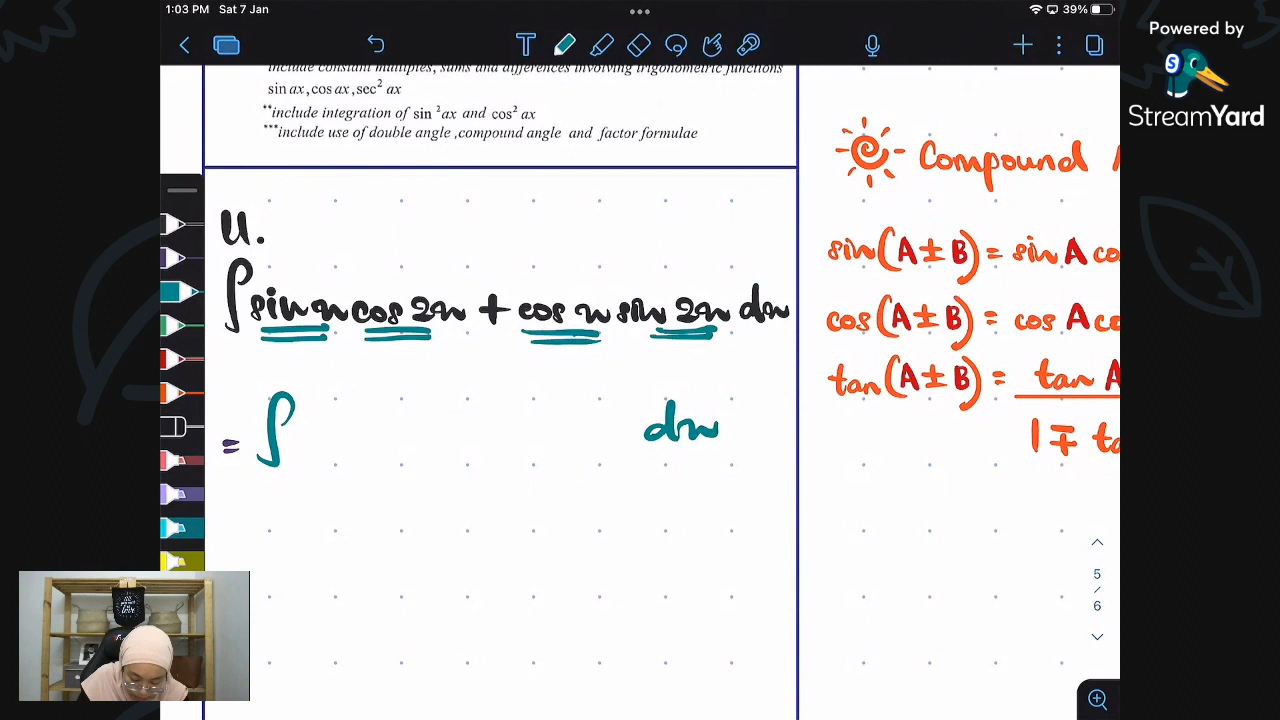 1:03 PM Sat 7 Jan
39%
Powered by
StreamYard
include constant multiples, sums and differences involving trigonometric functions
sin ax, cos ax, sec² ax
**include integration of sin ²ax and cos² ax
***include use of double angle ,compound angle and factor formulae
11.
∫ sin x cos 2x + cos x sin 2x dx
= ∫ dx
Compound
sin(A ± B) = sin A co
cos(A ± B) = cos A co
tan(A ± B) = tan A
1 ∓ ta
5
/
6